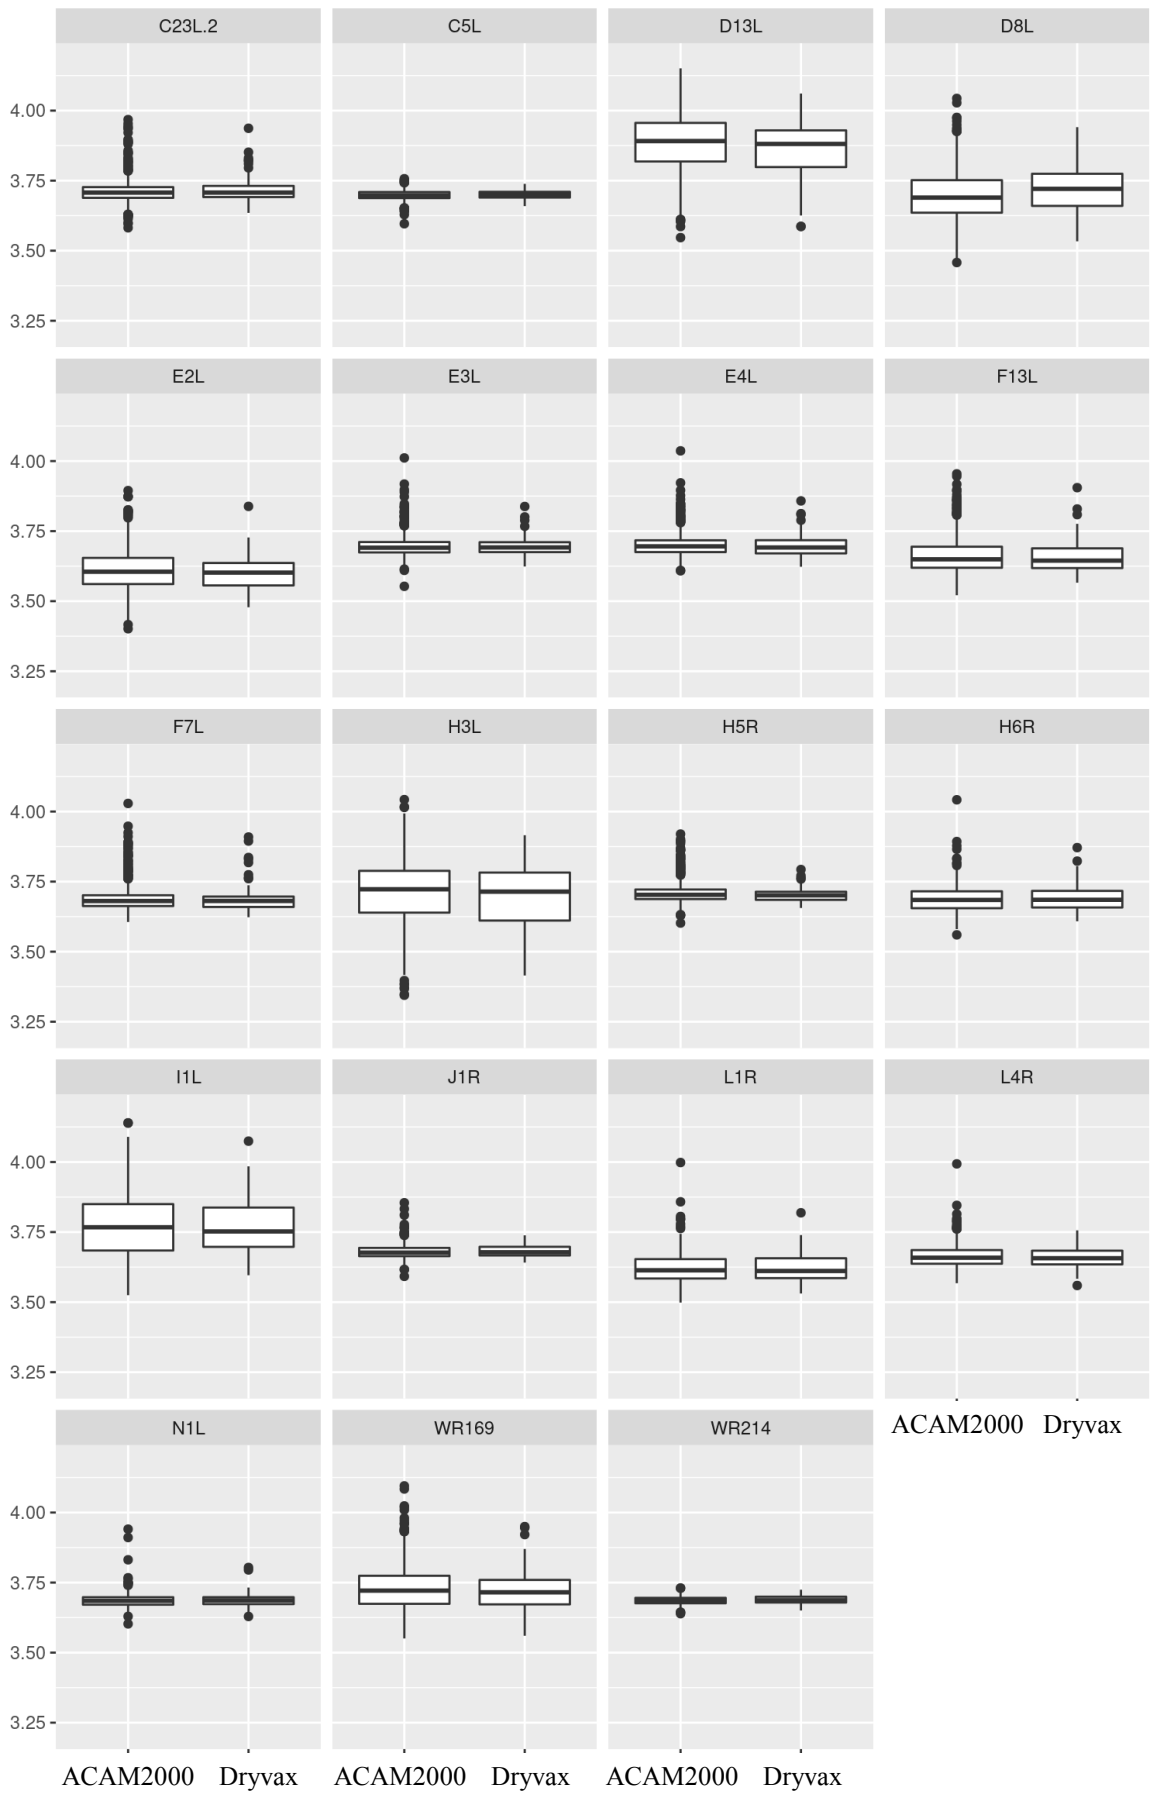 C23L.2 C5L D13L D8L
4.00
3.75
3.50
3.25
E2L E3L E4L F13L
4.00
3.75
3.50
3.25
F7L H3L H5R H6R
4.00
3.75
3.50
3.25
I1L J1R L1R L4R
4.00
3.75
3.50
3.25
ACAM2000 Dryvax
N1L WR169 WR214
4.00
3.75
3.50
3.25
ACAM2000 Dryvax ACAM2000 Dryvax ACAM2000 Dryvax